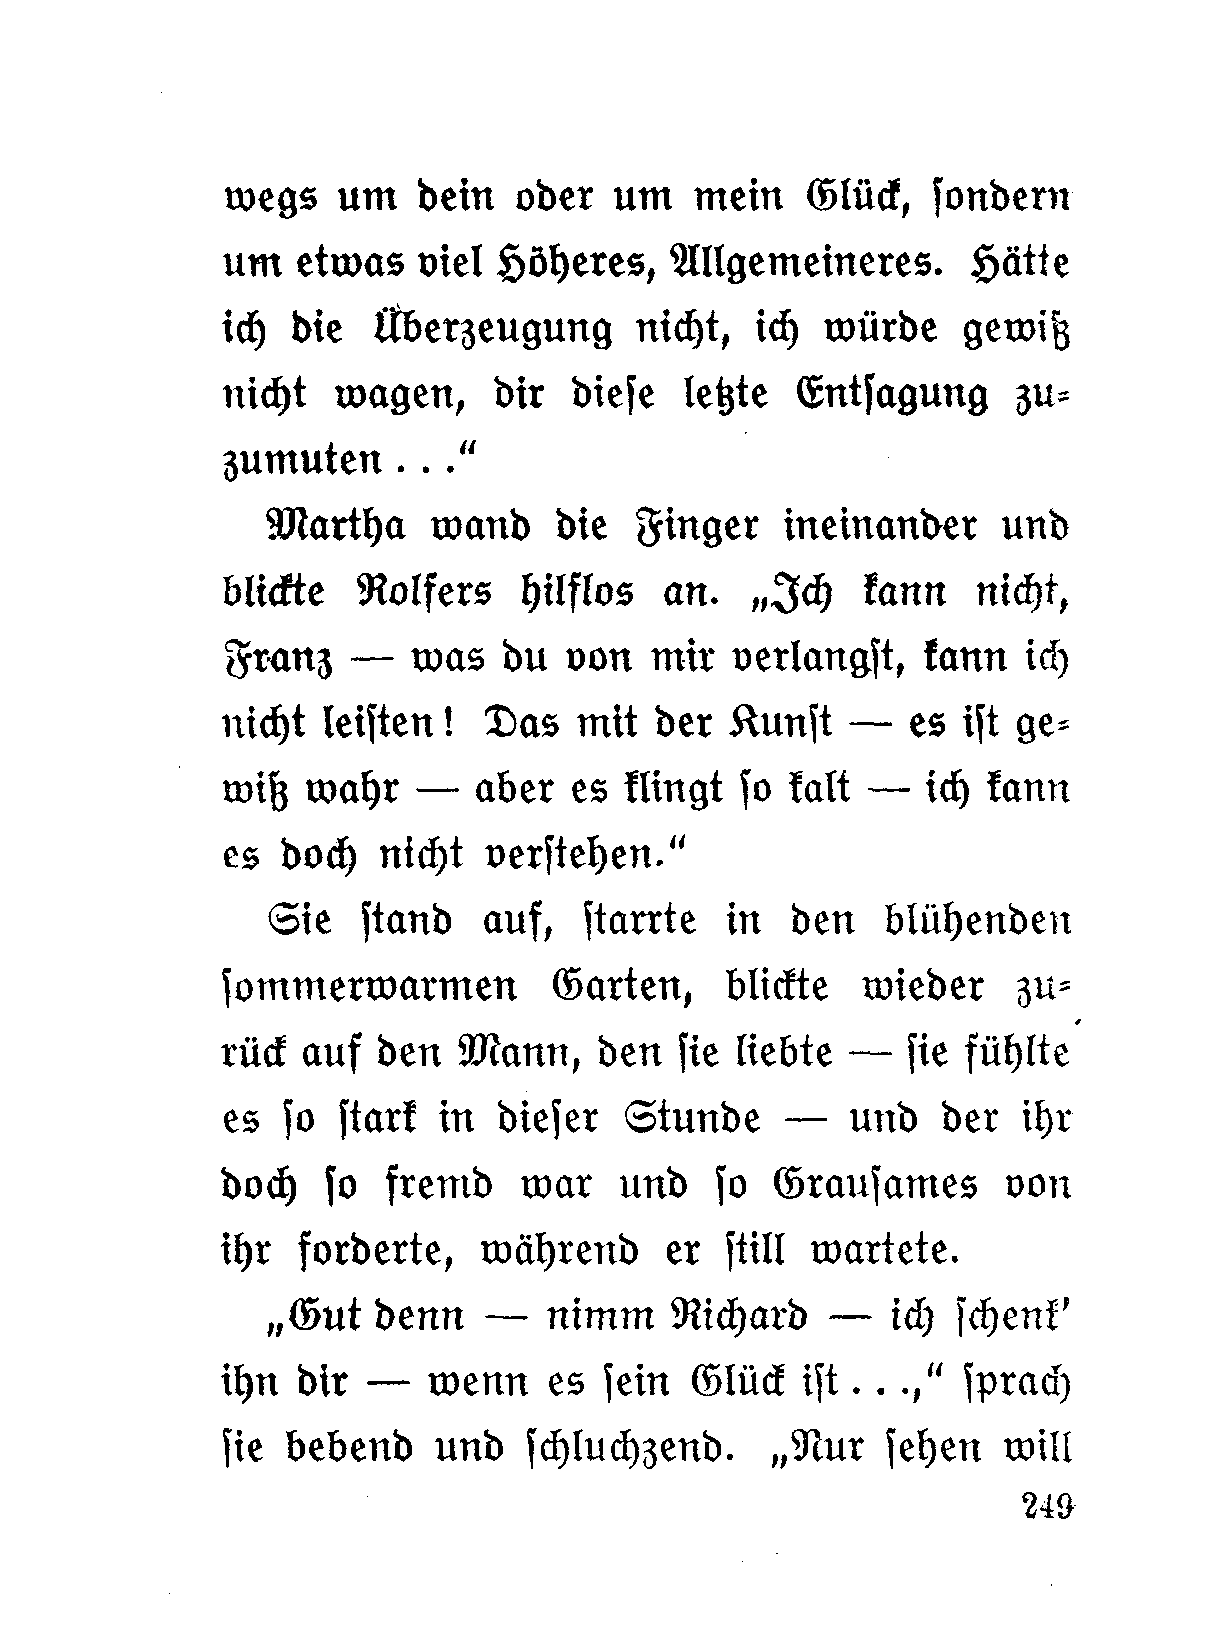 wegs um dein oder um mein Glück, ſondern
um etwas viel Höheres, Allgemeineres. Hätte
ich die Überzeugung nicht, ich würde gewiß
nicht wagen, dir dieſe letzte Entſagung zu=
zumuten . . .“
Martha wand die Finger ineinander und
blickte Rolfers hilflos an. „Ich kann nicht,
Franz — was du von mir verlangſt, kann ich
nicht leiſten! Das mit der Kunſt — es iſt ge=
wiß wahr — aber es klingt ſo kalt — ich kann
es doch nicht verſtehen.“
Sie ſtand auf, ſtarrte in den blühenden
ſommerwarmen Garten, blickte wieder zu=
rück auf den Mann, den ſie liebte — ſie fühlte
es ſo ſtark in dieſer Stunde — und der ihr
doch ſo fremd war und ſo Grauſames von
ihr forderte, während er ſtill wartete.
„Gut denn — nimm Richard — ich ſchenk’
ihn dir — wenn es ſein Glück iſt . . .,“ ſprach
ſie bebend und ſchluchzend. „Nur ſehen will
249